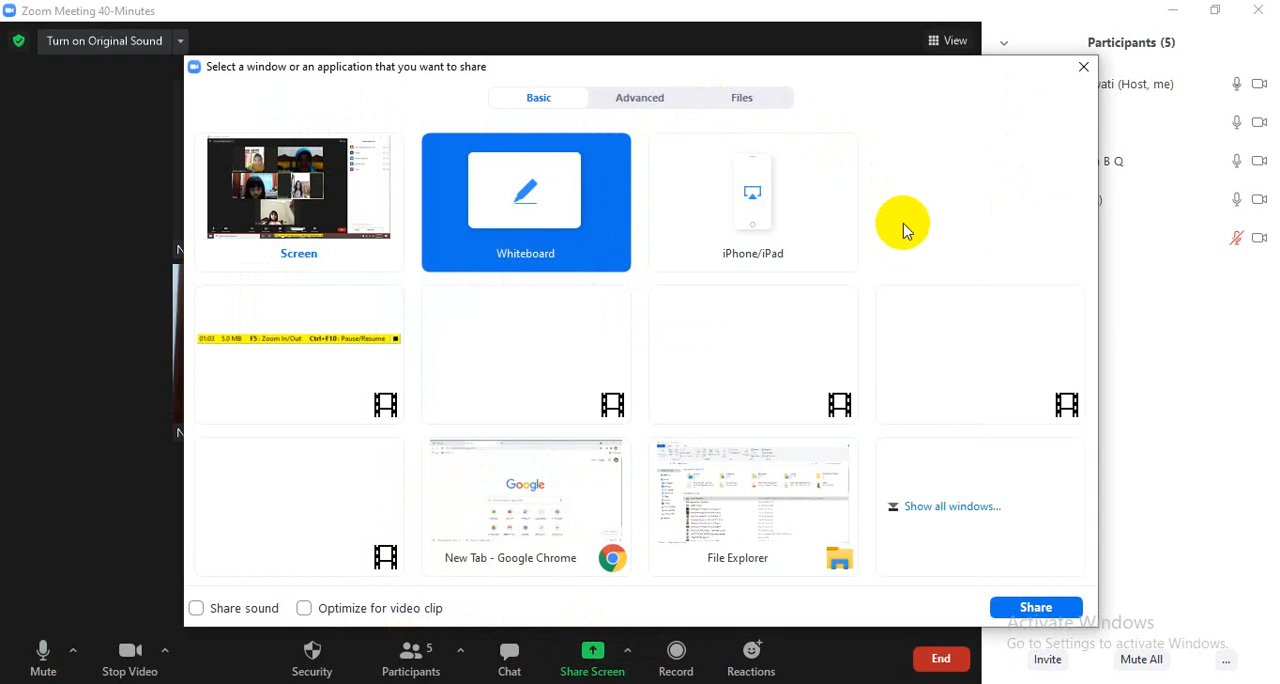 Zoom Meeting 40-Minutes
Turn on Original Sound
View
Participants (5)
Select a window or an application that you want to share
Basic Advanced Files
ati (Host, me)
B Q
Screen
Whiteboard
iPhone/iPad
01:03 3.0 MB F5: Zoom In/Out Ctrl+F10: Pause/Resume
Google
New Tab - Google Chrome
File Explorer
Show all windows...
Share sound
Optimize for video clip
Share
Activate Windows
Go to Settings to activate Windows.
Mute
Stop Video
Security
5
Participants
Chat
Share Screen
Record
Reactions
End
Invite
Mute All
...